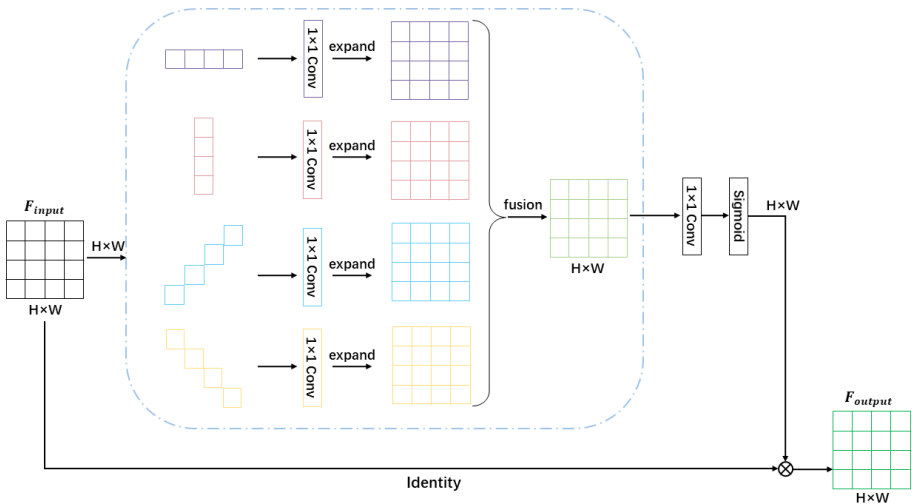 1×1 Conv
expand
1×1 Conv
expand
F_input
H×W
H×W
fusion
H×W
1×1 Conv
Sigmoid
H×W
1×1 Conv
expand
1×1 Conv
expand
Identity
F_output
H×W